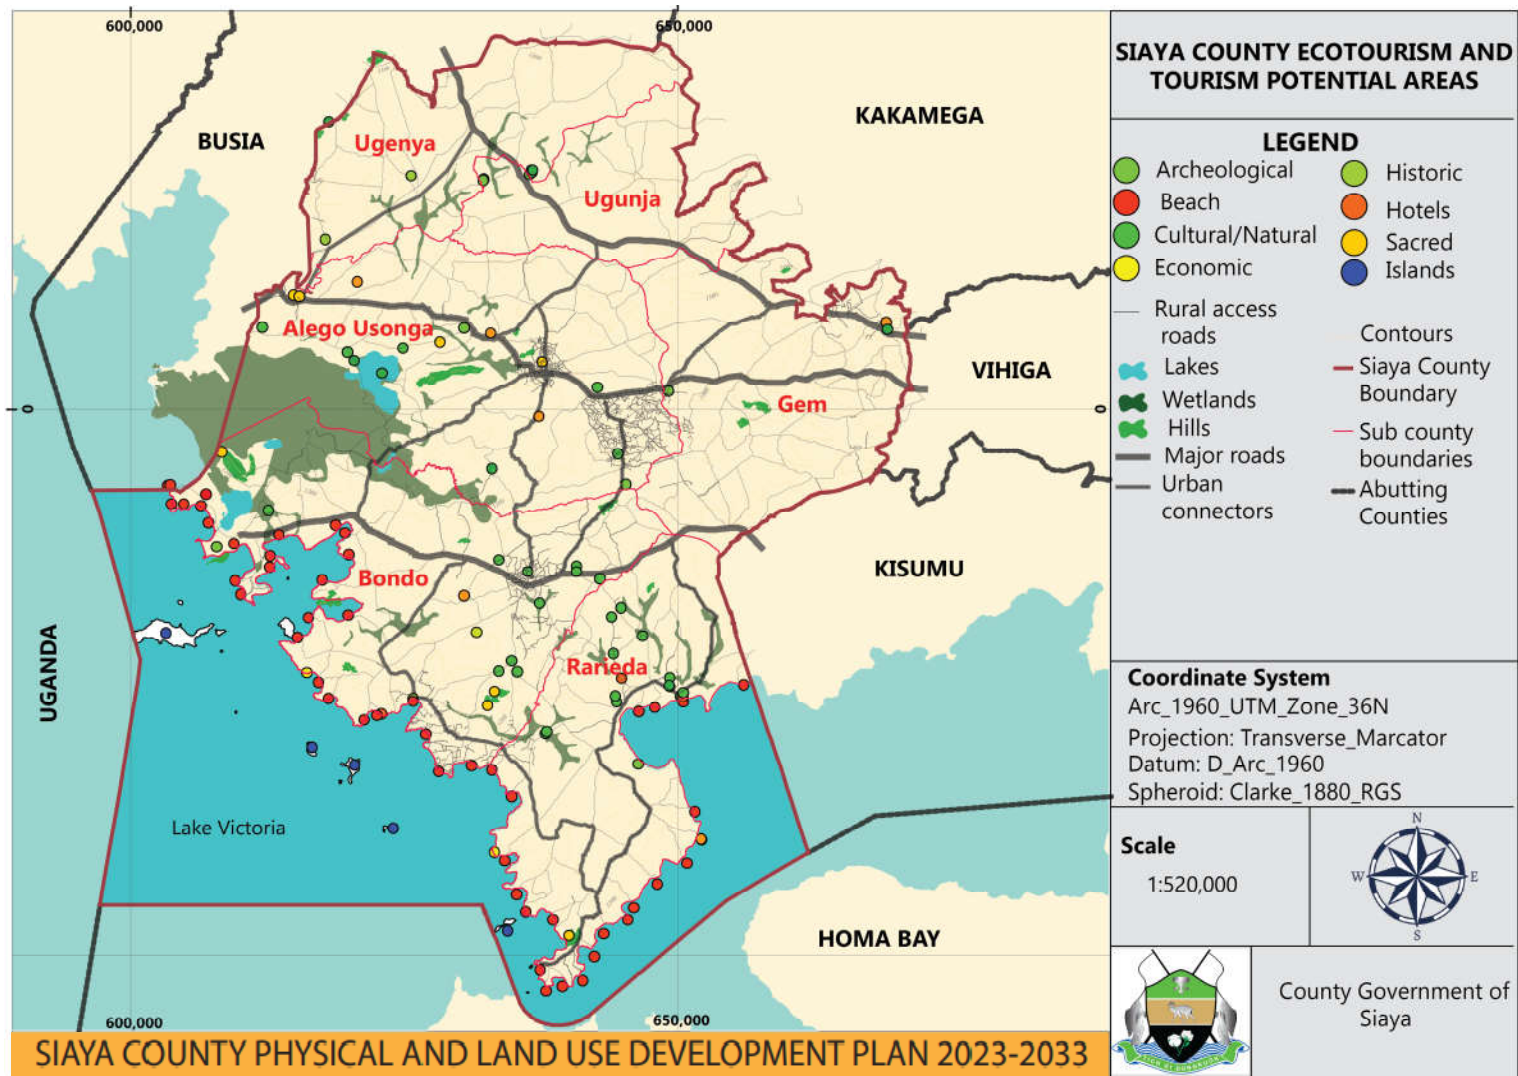 600,000
650,000
BUSIA
KAKAMEGA
Ugenya
Ugunja
Alego Usonga
VIHIGA
Gem
0
0
KISUMU
Bondo
UGANDA
Rarieda
Lake Victoria
HOMA BAY
600,000
650,000
SIAYA COUNTY PHYSICAL AND LAND USE DEVELOPMENT PLAN 2023-2033
SIAYA COUNTY ECOTOURISM AND
TOURISM POTENTIAL AREAS
LEGEND
Archeological
Beach
Cultural/Natural
Economic
Historic
Hotels
Sacred
Islands
Rural access
roads
Lakes
Wetlands
Hills
Major roads
Urban
connectors
Contours
Siaya County
Boundary
Sub county
boundaries
Abutting
Counties
Coordinate System
Arc_1960_UTM_Zone_36N
Projection: Transverse_Marcator
Datum: D_Arc_1960
Spheroid: Clarke_1880_RGS
Scale
1:520,000
N
W
E
S
County Government of
Siaya